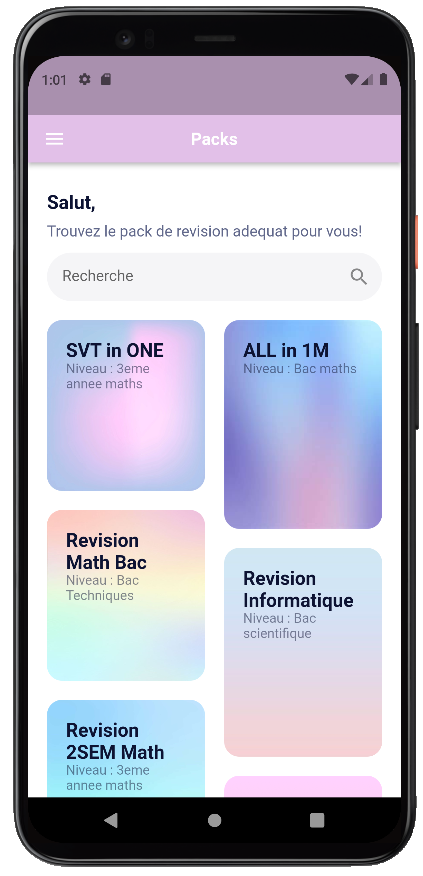 1:01
Packs
Salut,
Trouvez le pack de revision adequat pour vous!
Recherche
SVT in ONE
Niveau : 3eme
annee maths
ALL in 1M
Niveau : Bac maths
Revision
Math Bac
Niveau : Bac
Techniques
Revision
Informatique
Niveau : Bac
scientifique
Revision
2SEM Math
Niveau : 3eme
annee maths